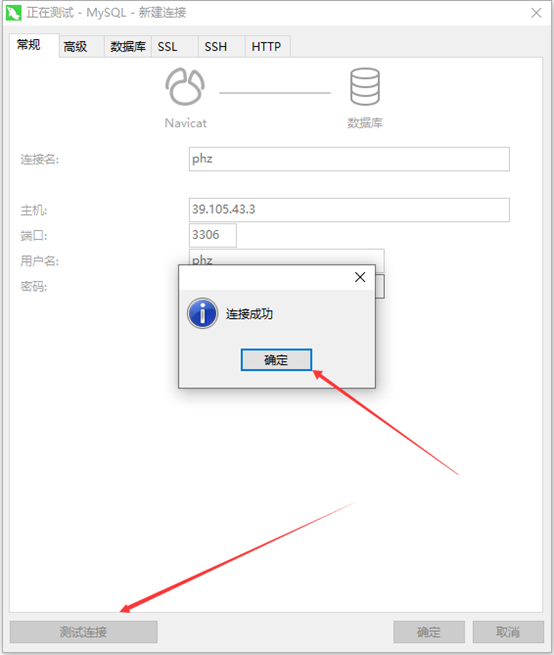 正在测试 - MySQL - 新建连接
常规 高级 数据库 SSL SSH HTTP
Navicat 数据库
连接名: phz
主机: 39.105.43.3
端口: 3306
用户名: phz
密码:
连接成功
确定
测试连接 确定 取消